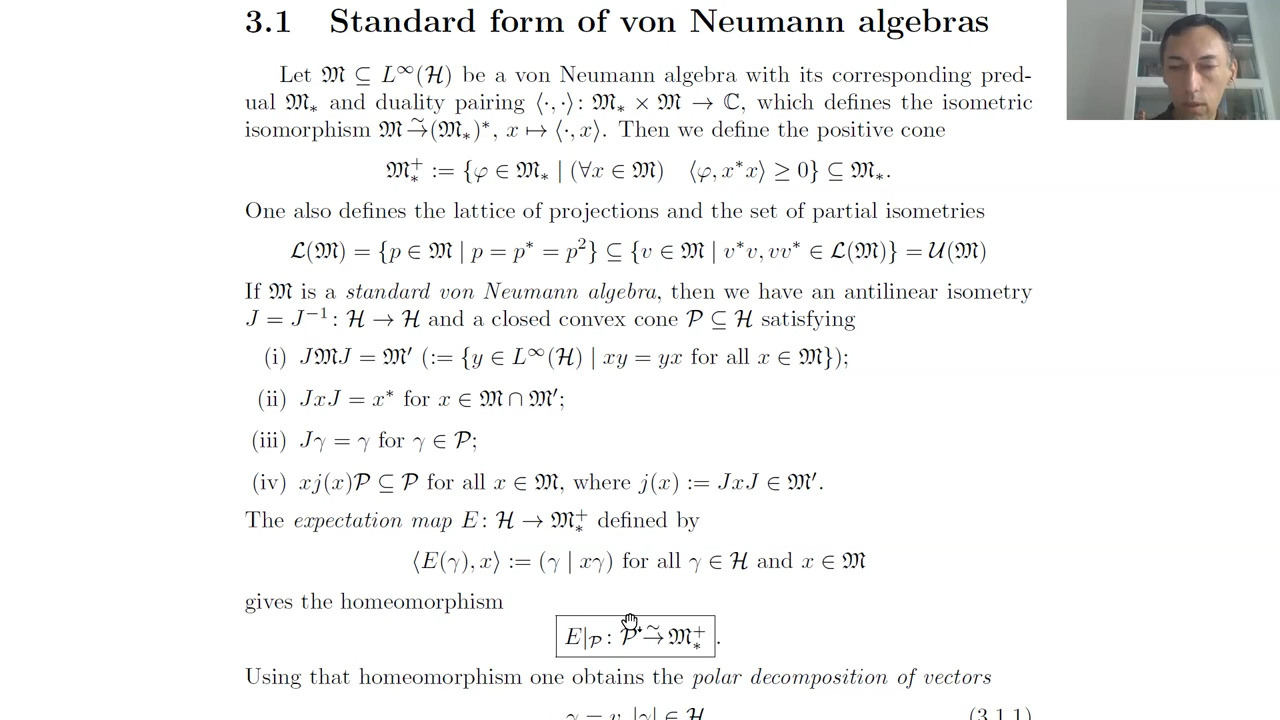 3.1 Standard form of von Neumann algebras
Let 𝔐 ⊆ L^∞(ℋ) be a von Neumann algebra with its corresponding pred-
ual 𝔐_* and duality pairing ⟨·,·⟩: 𝔐_* × 𝔐 → ℂ, which defines the isometric
isomorphism 𝔐 →̃ (𝔐_*)^*, x ↦ ⟨·, x⟩. Then we define the positive cone
𝔐_*^+ := {φ ∈ 𝔐_* | (∀x ∈ 𝔐) ⟨φ, x^*x⟩ ≥ 0} ⊆ 𝔐_*.
One also defines the lattice of projections and the set of partial isometries
ℒ(𝔐) = {p ∈ 𝔐 | p = p^* = p^2} ⊆ {v ∈ 𝔐 | v^*v, vv^* ∈ ℒ(𝔐)} = 𝒰(𝔐)
If 𝔐 is a standard von Neumann algebra, then we have an antilinear isometry
J = J^{-1}: ℋ → ℋ and a closed convex cone 𝒫 ⊆ ℋ satisfying
(i) J𝔐J = 𝔐′ (:= {y ∈ L^∞(ℋ) | xy = yx for all x ∈ 𝔐});
(ii) JxJ = x^* for x ∈ 𝔐 ∩ 𝔐′;
(iii) Jγ = γ for γ ∈ 𝒫;
(iv) xj(x)𝒫 ⊆ 𝒫 for all x ∈ 𝔐, where j(x) := JxJ ∈ 𝔐′.
The expectation map E: ℋ → 𝔐_*^+ defined by
⟨E(γ), x⟩ := (γ | xγ) for all γ ∈ ℋ and x ∈ 𝔐
gives the homeomorphism
E|_𝒫: 𝒫 →̃ 𝔐_*^+.
Using that homeomorphism one obtains the polar decomposition of vectors
γ = v |γ| ∈ ℋ (3.1.1)